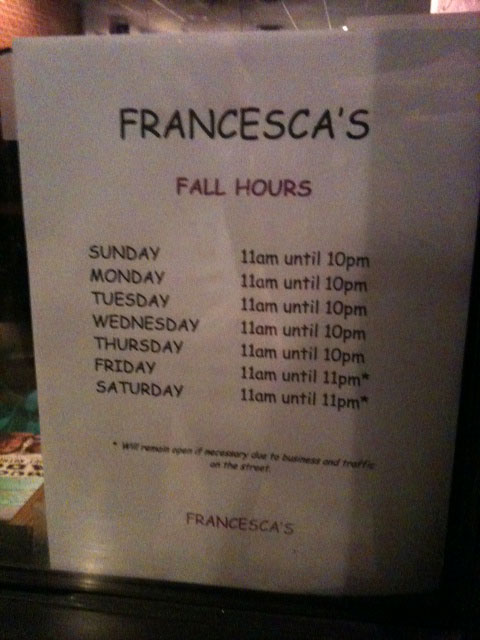 FRANCESCA'S
FALL HOURS
SUNDAY 11am until 10pm
MONDAY 11am until 10pm
TUESDAY 11am until 10pm
WEDNESDAY 11am until 10pm
THURSDAY 11am until 10pm
FRIDAY 11am until 11pm*
SATURDAY 11am until 11pm*
* Will remain open if necessary due to business and traffic
on the street.
FRANCESCA'S